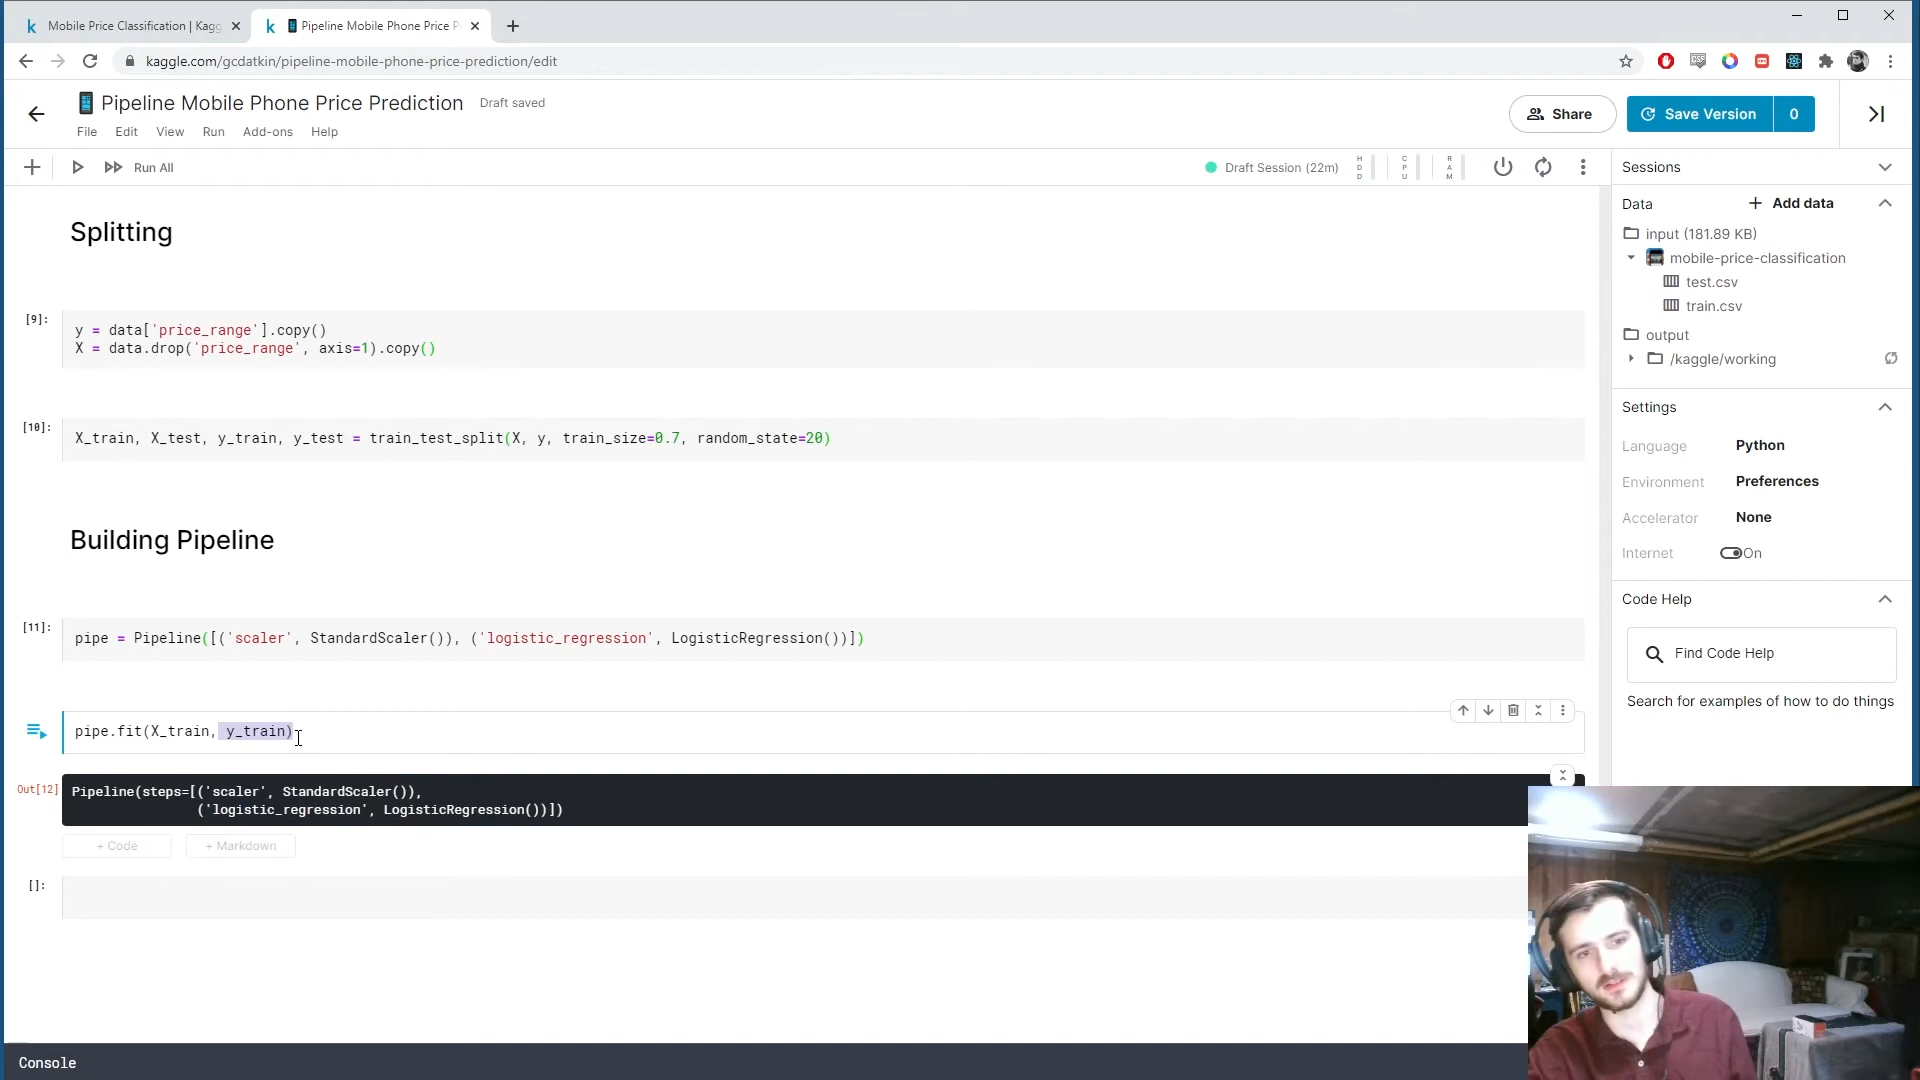 Mobile Price Classification | Kagg
Pipeline Mobile Phone Price P
kaggle.com/gcdatkin/pipeline-mobile-phone-price-prediction/edit
Pipeline Mobile Phone Price Prediction
Draft saved
File Edit View Run Add-ons Help
Share
Save Version
0
Run All
Draft Session (22m)
HDD
CPU
RAM
Splitting
[9]:
y = data['price_range'].copy()
X = data.drop('price_range', axis=1).copy()
[10]:
X_train, X_test, y_train, y_test = train_test_split(X, y, train_size=0.7, random_state=20)
Building Pipeline
[11]:
pipe = Pipeline([('scaler', StandardScaler()), ('logistic_regression', LogisticRegression())])
pipe.fit(X_train, y_train)
Out[12]
Pipeline(steps=[('scaler', StandardScaler()),
('logistic_regression', LogisticRegression())])
+ Code
+ Markdown
[]:
Console
Sessions
Data
+ Add data
input (181.89 KB)
mobile-price-classification
test.csv
train.csv
output
/kaggle/working
Settings
Language Python
Environment Preferences
Accelerator None
Internet On
Code Help
Find Code Help
Search for examples of how to do things